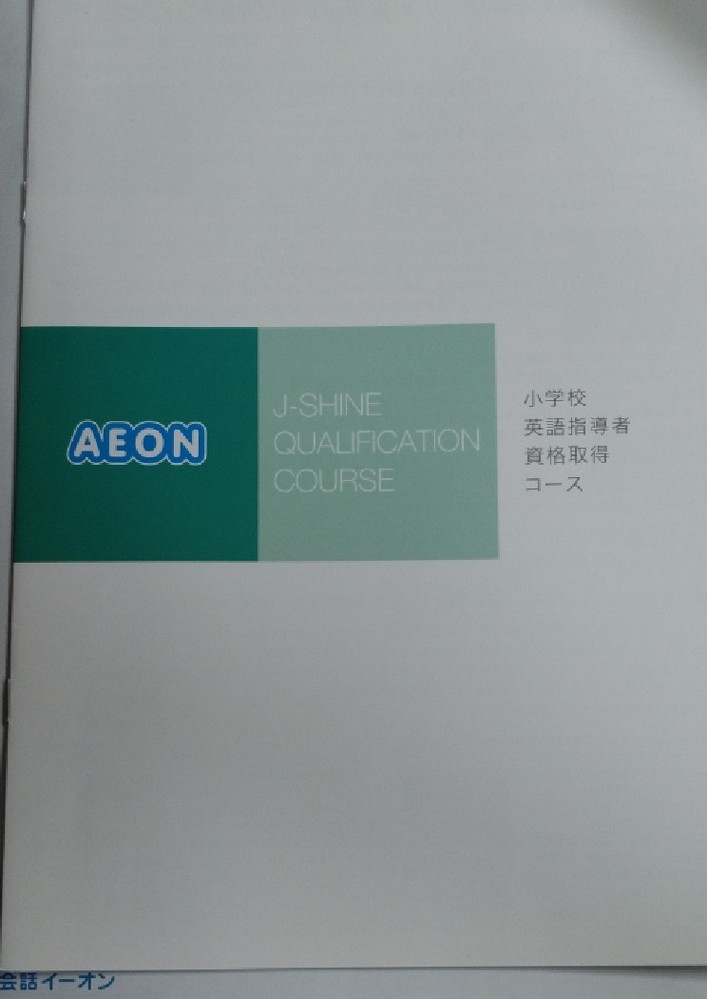 AEON
J-SHINE
QUALIFICATION
COURSE
小学校
英語指導者
資格取得
コース
会話イーオン